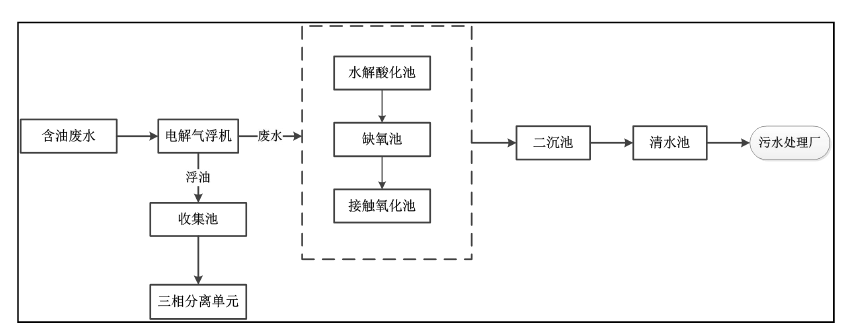 含油废水
电解气浮机
废水
浮油
收集池
三相分离单元
水解酸化池
缺氧池
接触氧化池
二沉池
清水池
污水处理厂